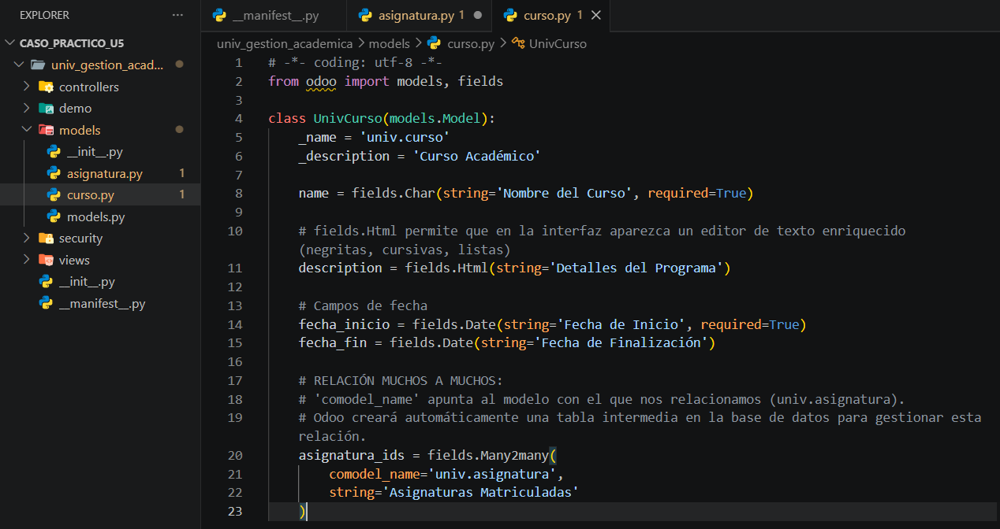 EXPLORER ...
__manifest__.py
asignatura.py 1
curso.py 1
CASO_PRACTICO_U5
univ_gestion_acad...
controllers
demo
models
__init__.py
asignatura.py 1
curso.py 1
models.py
security
views
__init__.py
__manifest__.py
univ_gestion_academica > models > curso.py > UnivCurso
1 # -*- coding: utf-8 -*-
2 from odoo import models, fields
3
4 class UnivCurso(models.Model):
5 _name = 'univ.curso'
6 _description = 'Curso Académico'
7
8 name = fields.Char(string='Nombre del Curso', required=True)
9
10 # fields.Html permite que en la interfaz aparezca un editor de texto enriquecido
(negritas, cursivas, listas)
11 description = fields.Html(string='Detalles del Programa')
12
13 # Campos de fecha
14 fecha_inicio = fields.Date(string='Fecha de Inicio', required=True)
15 fecha_fin = fields.Date(string='Fecha de Finalización')
16
17 # RELACIÓN MUCHOS A MUCHOS:
18 # 'comodel_name' apunta al modelo con el que nos relacionamos (univ.asignatura).
19 # Odoo creará automáticamente una tabla intermedia en la base de datos para gestionar esta
relación.
20 asignatura_ids = fields.Many2many(
21 comodel_name='univ.asignatura',
22 string='Asignaturas Matriculadas'
23 )